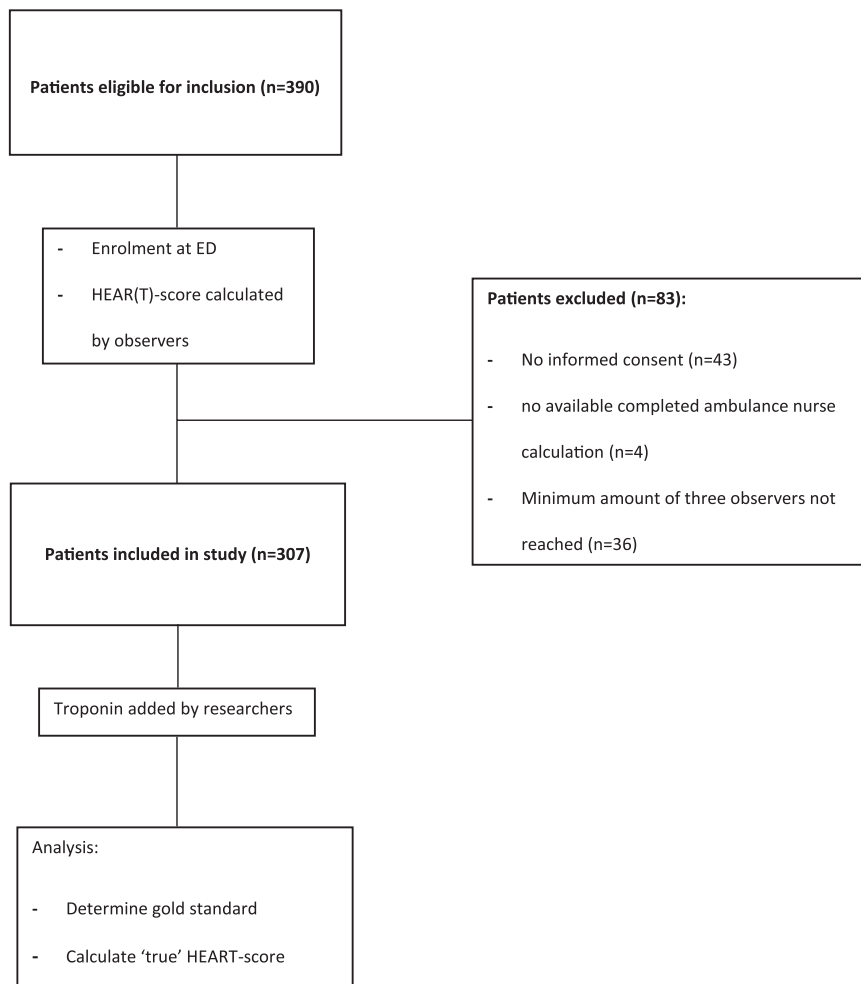 Patients eligible for inclusion (n=390)
- Enrolment at ED
- HEAR(T)-score calculated
by observers
Patients excluded (n=83):
- No informed consent (n=43)
- no available completed ambulance nurse
calculation (n=4)
- Minimum amount of three observers not
reached (n=36)
Patients included in study (n=307)
Troponin added by researchers
Analysis:
- Determine gold standard
- Calculate ‘true’ HEART-score